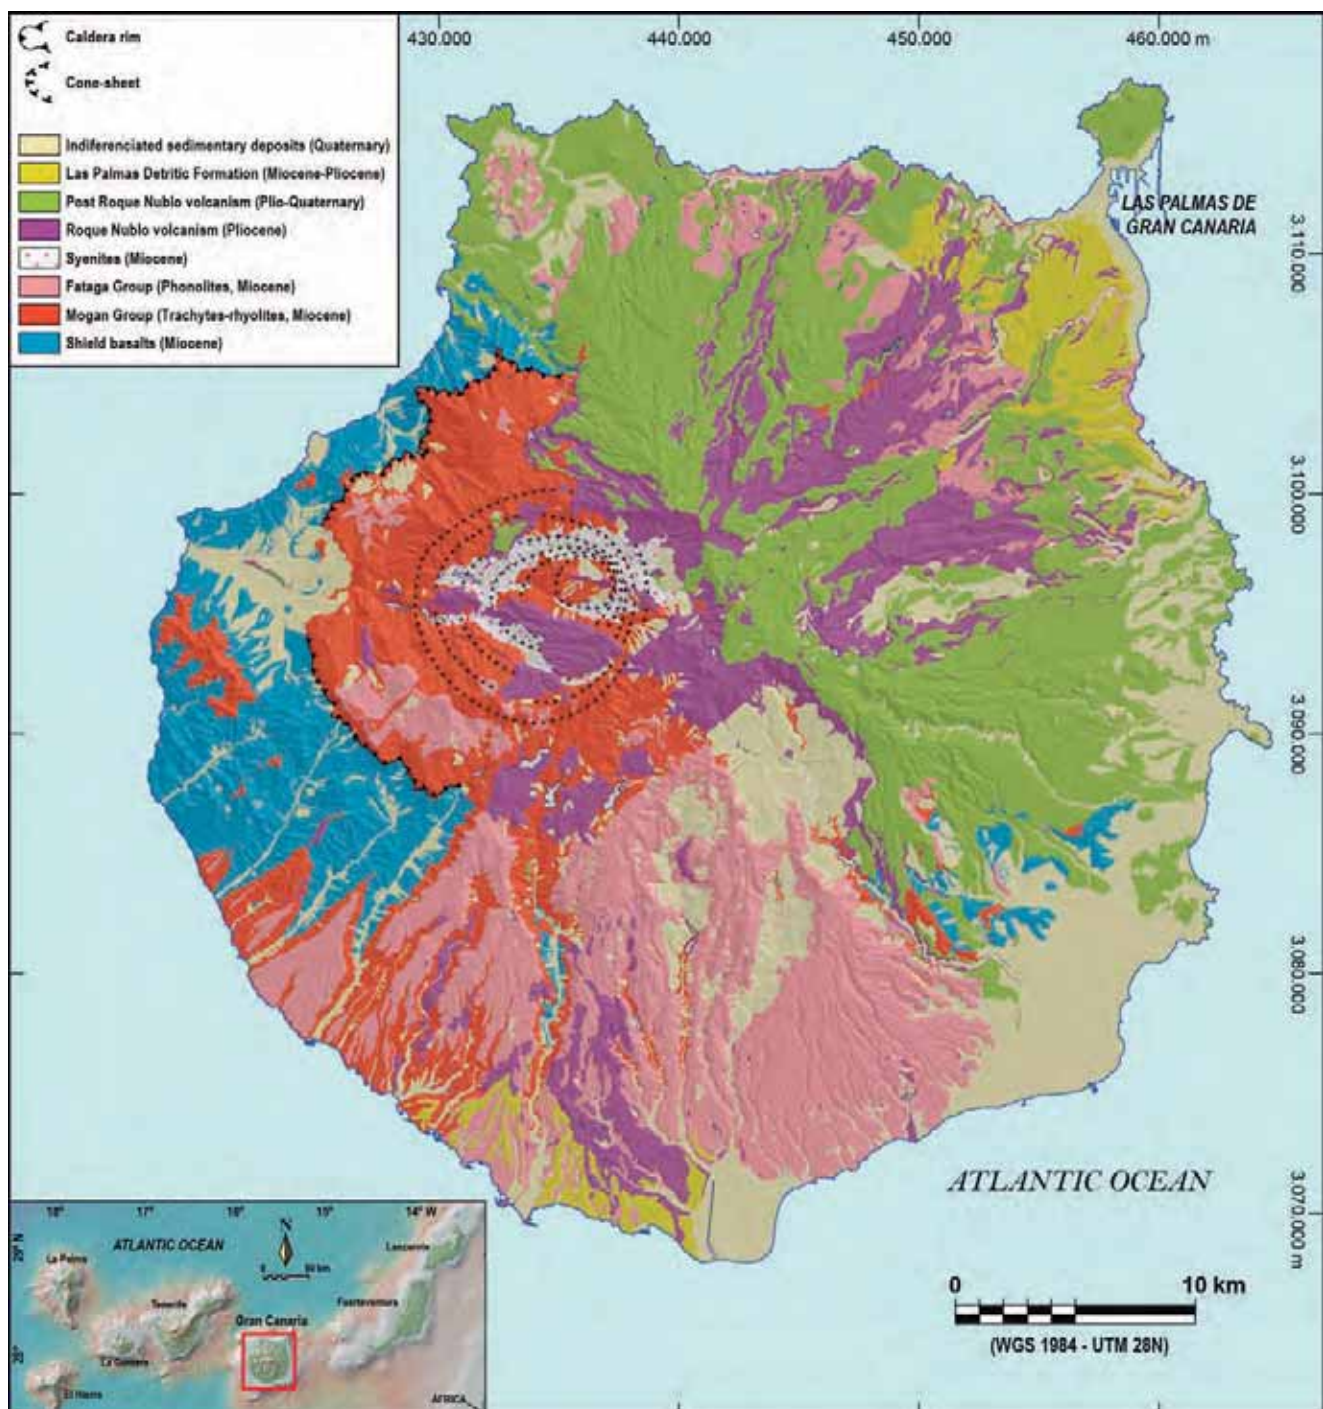 Caldera rim
Cone-sheet
Indiferenciated sedimentary deposits (Quaternary)
Las Palmas Detritic Formation (Miocene-Pliocene)
Post Roque Nublo volcanism (Plio-Quaternary)
Roque Nublo volcanism (Pliocene)
Syenites (Miocene)
Fataga Group (Phonolites, Miocene)
Mogan Group (Trachytes-rhyolites, Miocene)
Shield basalts (Miocene)
430.000
440.000
450.000
460.000 m
LAS PALMAS DE
GRAN CANARIA
3.110.000
3.100.000
3.090.000
3.080.000
3.070.000 m
ATLANTIC OCEAN
0 10 km
(WGS 1984 - UTM 28N)
18°
17°
16°
15°
14° W
29° N
28°
ATLANTIC OCEAN
N
La Palma
Tenerife
Gran Canaria
Lanzarote
Fuerteventura
La Gomera
El Hierro
AFRICA